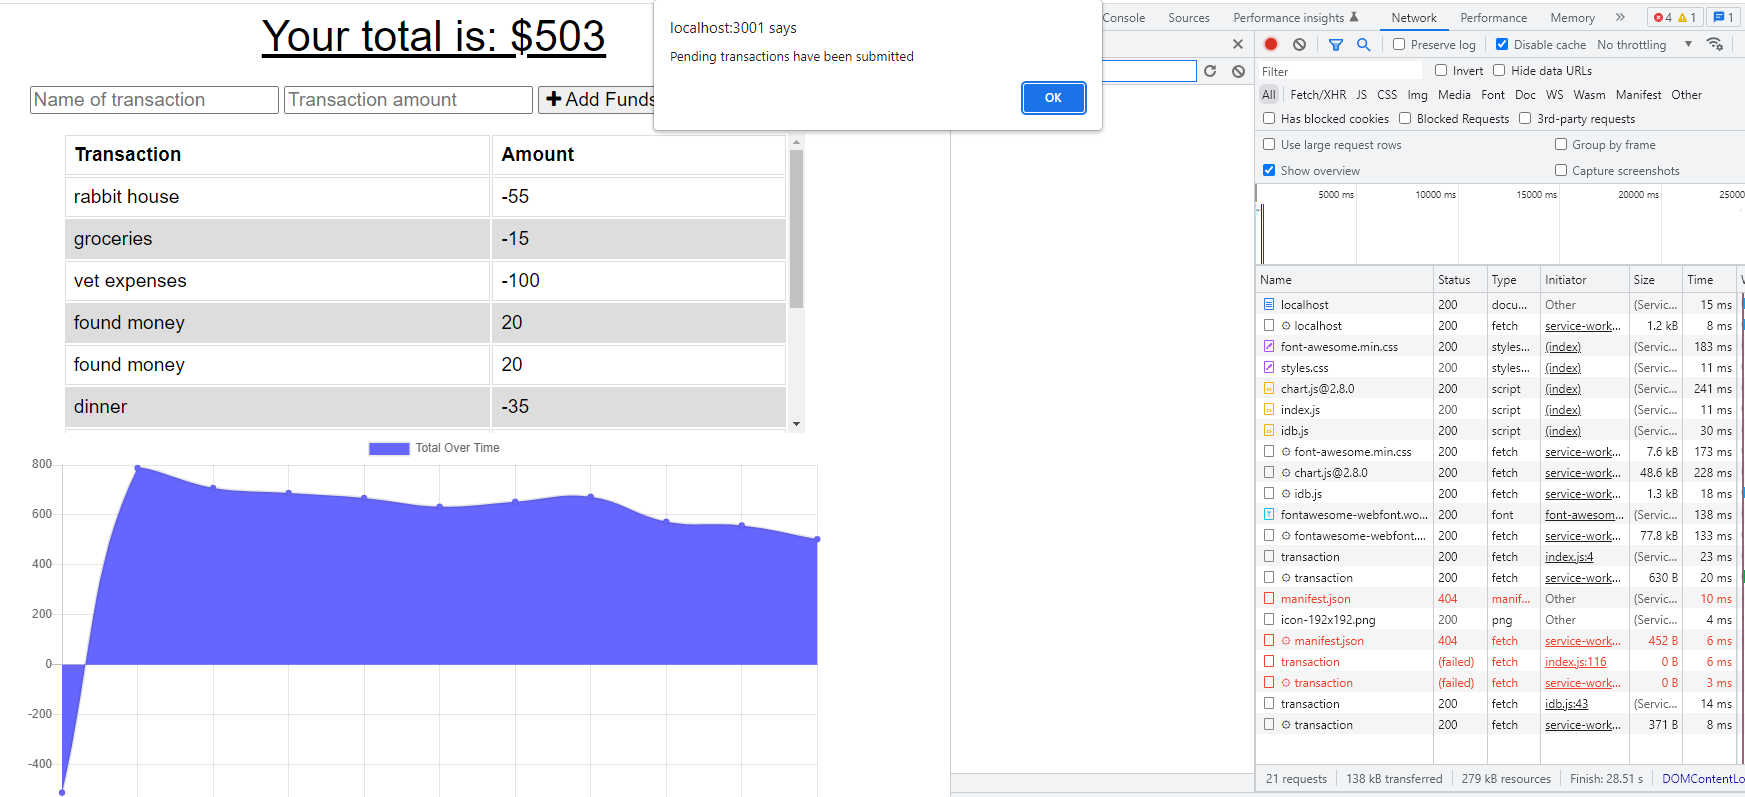 Your total is: $503
Name of transaction
Transaction amount
Add Funds
Transaction Amount
rabbit house -55
groceries -15
vet expenses -100
found money 20
found money 20
dinner -35
Total Over Time
800
600
400
200
0
-200
-400
localhost:3001 says
Pending transactions have been submitted
OK
Console Sources Performance insights Network Performance Memory » 4 1 1
Preserve log Disable cache No throttling
Filter Invert Hide data URLs
All Fetch/XHR JS CSS Img Media Font Doc WS Wasm Manifest Other
Has blocked cookies Blocked Requests 3rd-party requests
Use large request rows Group by frame
Show overview Capture screenshots
5000 ms 10000 ms 15000 ms 20000 ms 25000
Name Status Type Initiator Size Time
localhost 200 docu... Other (Servic... 15 ms
localhost 200 fetch service-work... 1.2 kB 8 ms
font-awesome.min.css 200 styles... (index) (Servic... 183 ms
styles.css 200 styles... (index) (Servic... 11 ms
chart.js@2.8.0 200 script (index) (Servic... 241 ms
index.js 200 script (index) (Servic... 11 ms
idb.js 200 script (index) (Servic... 30 ms
font-awesome.min.css 200 fetch service-work... 7.6 kB 173 ms
chart.js@2.8.0 200 fetch service-work... 48.6 kB 228 ms
idb.js 200 fetch service-work... 1.3 kB 18 ms
fontawesome-webfont.wo... 200 font font-awesom... (Servic... 138 ms
fontawesome-webfont.... 200 fetch service-work... 77.8 kB 133 ms
transaction 200 fetch index.js:4 (Servic... 23 ms
transaction 200 fetch service-work... 630 B 20 ms
manifest.json 404 manif... Other (Servic... 10 ms
icon-192x192.png 200 png Other (Servic... 4 ms
manifest.json 404 fetch service-work... 452 B 6 ms
transaction (failed) fetch index.js:116 0 B 6 ms
transaction (failed) fetch service-work... 0 B 3 ms
transaction 200 fetch idb.js:43 (Servic... 14 ms
transaction 200 fetch service-work... 371 B 8 ms
21 requests 138 kB transferred 279 kB resources Finish: 28.51 s DOMContentLo